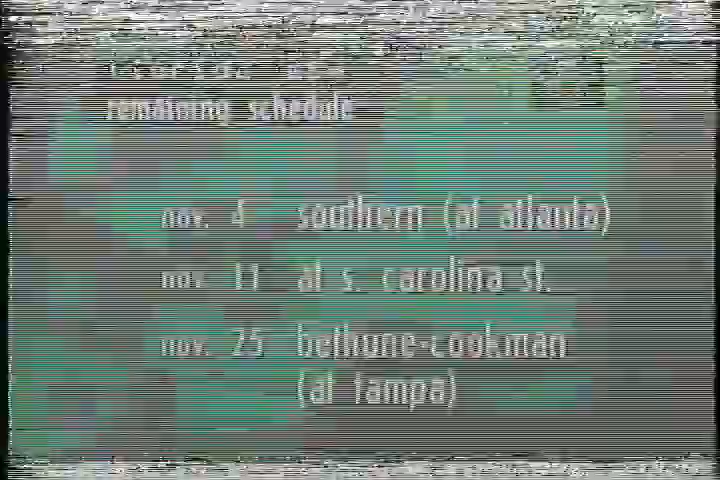 remaining schedule
nov. 4 southern (at atlanta)
nov. 11 at s. carolina st.
nov. 25 bethune-cookman
(at tampa)